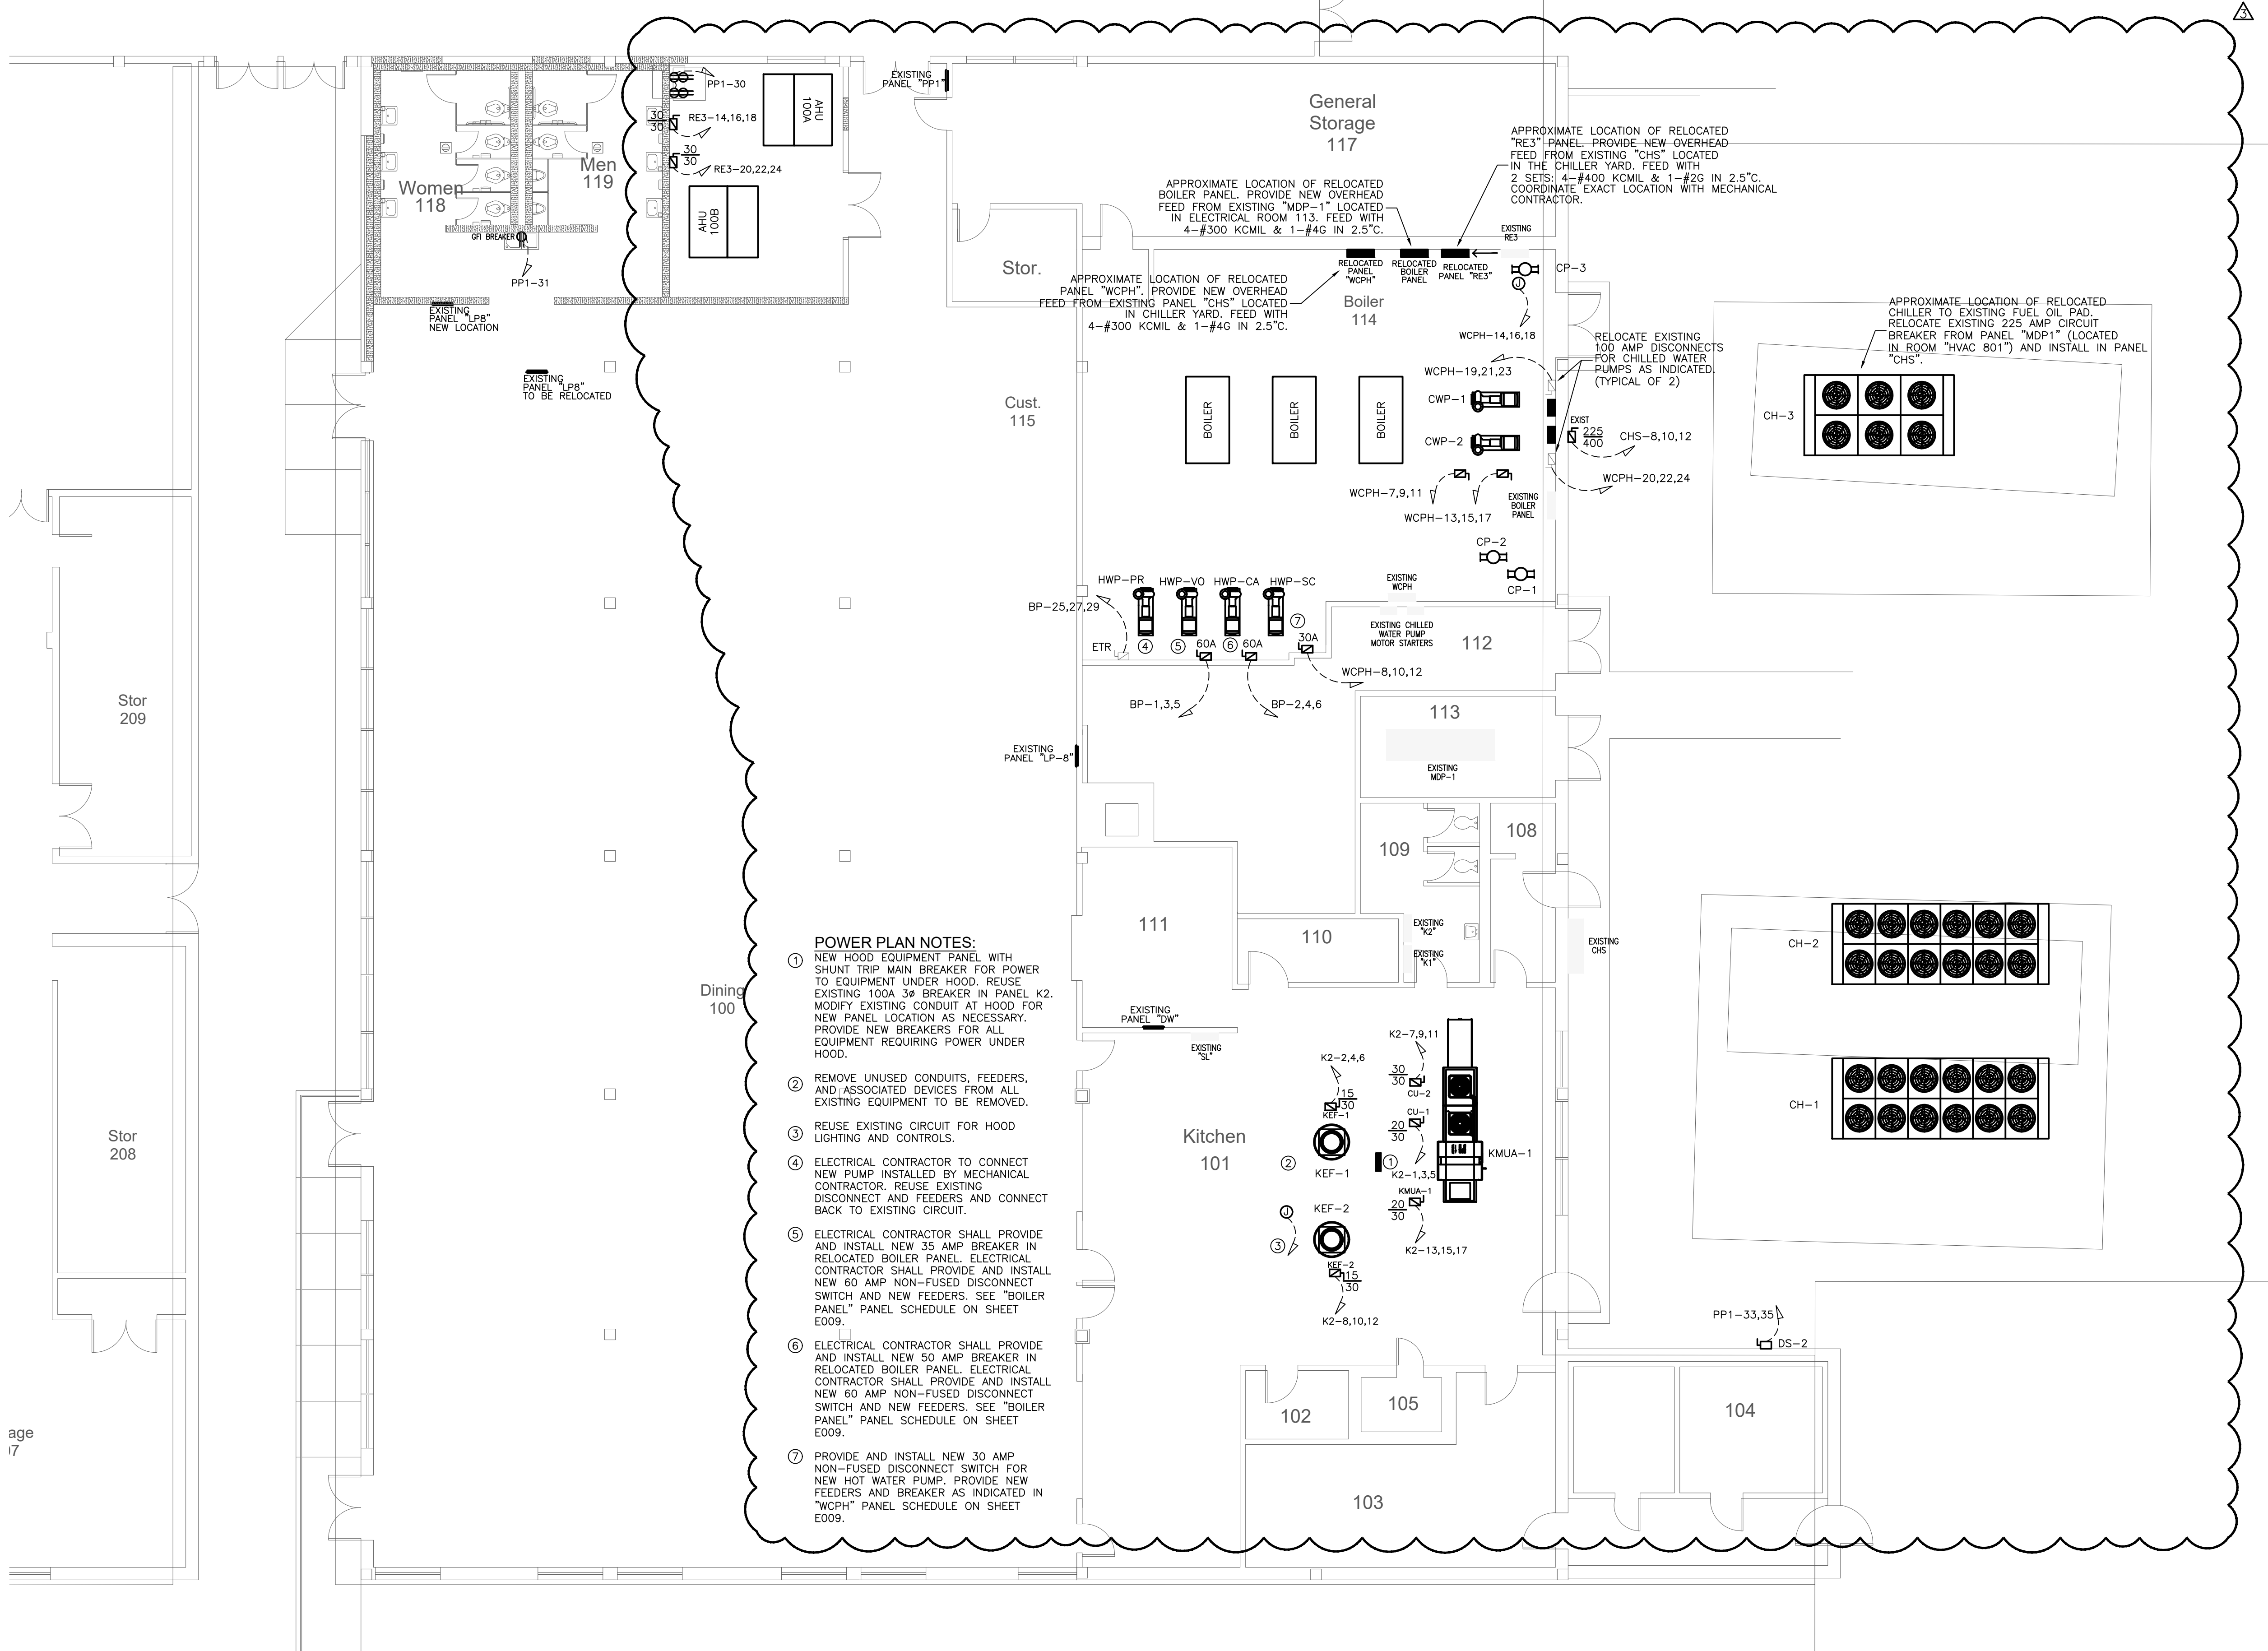 3
EXISTING
PANEL "PP1"
PP1-30
AHU
100A
30
30
RE3-14,16,18
30
30
RE3-20,22,24
AHU
100B
Women
118
Men
119
GFI BREAKER
PP1-31
EXISTING
PANEL "LP8"
NEW LOCATION
EXISTING
PANEL "LP8"
TO BE RELOCATED
General
Storage
117
APPROXIMATE LOCATION OF RELOCATED
"RE3" PANEL. PROVIDE NEW OVERHEAD
FEED FROM EXISTING "CHS" LOCATED
IN THE CHILLER YARD. FEED WITH
2 SETS: 4-#400 KCMIL & 1-#2G IN 2.5"C.
COORDINATE EXACT LOCATION WITH MECHANICAL
CONTRACTOR.
APPROXIMATE LOCATION OF RELOCATED
BOILER PANEL. PROVIDE NEW OVERHEAD
FEED FROM EXISTING "MDP-1" LOCATED
IN ELECTRICAL ROOM 113. FEED WITH
4-#300 KCMIL & 1-#4G IN 2.5"C.
EXISTING
RE3
Stor.
RELOCATED
PANEL
"WCPH"
RELOCATED
BOILER
PANEL
RELOCATED
PANEL "RE3"
CP-3
J
APPROXIMATE LOCATION OF RELOCATED
PANEL "WCPH". PROVIDE NEW OVERHEAD
FEED FROM EXISTING PANEL "CHS" LOCATED
IN CHILLER YARD. FEED WITH
4-#300 KCMIL & 1-#4G IN 2.5"C.
Boiler
114
WCPH-14,16,18
RELOCATE EXISTING
100 AMP DISCONNECTS
FOR CHILLED WATER
PUMPS AS INDICATED.
(TYPICAL OF 2)
APPROXIMATE LOCATION OF RELOCATED
CHILLER TO EXISTING FUEL OIL PAD.
RELOCATE EXISTING 225 AMP CIRCUIT
BREAKER FROM PANEL "MDP1" (LOCATED
IN ROOM "HVAC 801") AND INSTALL IN PANEL
"CHS".
WCPH-19,21,23
Cust.
115
BOILER
BOILER
BOILER
CWP-1
CWP-2
EXIST
225
400
CHS-8,10,12
CH-3
WCPH-20,22,24
WCPH-7,9,11
WCPH-13,15,17
EXISTING
BOILER
PANEL
CP-2
CP-1
HWP-PR
HWP-VO
HWP-CA
HWP-SC
EXISTING
WCPH
BP-25,27,29
EXISTING CHILLED
WATER PUMP
MOTOR STARTERS
112
ETR
4
5
60A
6
60A
7
30A
WCPH-8,10,12
BP-1,3,5
BP-2,4,6
113
EXISTING
PANEL "LP-8"
EXISTING
MDP-1
Stor
209
109
108
111
110
EXISTING
"K2"
EXISTING
"K1"
EXISTING
CHS
CH-2
Dining
100
POWER PLAN NOTES:
1 NEW HOOD EQUIPMENT PANEL WITH
SHUNT TRIP MAIN BREAKER FOR POWER
TO EQUIPMENT UNDER HOOD. REUSE
EXISTING 100A 3ø BREAKER IN PANEL K2.
MODIFY EXISTING CONDUIT AT HOOD FOR
NEW PANEL LOCATION AS NECESSARY.
PROVIDE NEW BREAKERS FOR ALL
EQUIPMENT REQUIRING POWER UNDER
HOOD.
2 REMOVE UNUSED CONDUITS, FEEDERS,
AND ASSOCIATED DEVICES FROM ALL
EXISTING EQUIPMENT TO BE REMOVED.
3 REUSE EXISTING CIRCUIT FOR HOOD
LIGHTING AND CONTROLS.
4 ELECTRICAL CONTRACTOR TO CONNECT
NEW PUMP INSTALLED BY MECHANICAL
CONTRACTOR. REUSE EXISTING
DISCONNECT AND FEEDERS AND CONNECT
BACK TO EXISTING CIRCUIT.
5 ELECTRICAL CONTRACTOR SHALL PROVIDE
AND INSTALL NEW 35 AMP BREAKER IN
RELOCATED BOILER PANEL. ELECTRICAL
CONTRACTOR SHALL PROVIDE AND INSTALL
NEW 60 AMP NON-FUSED DISCONNECT
SWITCH AND NEW FEEDERS. SEE "BOILER
PANEL" PANEL SCHEDULE ON SHEET
E009.
6 ELECTRICAL CONTRACTOR SHALL PROVIDE
AND INSTALL NEW 50 AMP BREAKER IN
RELOCATED BOILER PANEL. ELECTRICAL
CONTRACTOR SHALL PROVIDE AND INSTALL
NEW 60 AMP NON-FUSED DISCONNECT
SWITCH AND NEW FEEDERS. SEE "BOILER
PANEL" PANEL SCHEDULE ON SHEET
E009.
7 PROVIDE AND INSTALL NEW 30 AMP
NON-FUSED DISCONNECT SWITCH FOR
NEW HOT WATER PUMP. PROVIDE NEW
FEEDERS AND BREAKER AS INDICATED IN
"WCPH" PANEL SCHEDULE ON SHEET
E009.
EXISTING
PANEL "DW"
EXISTING
"SL"
K2-7,9,11
K2-2,4,6
30
30
CU-2
15
30
KEF-1
CU-1
20
30
CH-1
Kitchen
101
2
KEF-1
1
K2-1,3,5
KMUA-1
KMUA-1
20
30
J
KEF-2
3
K2-13,15,17
KEF-2
15
30
K2-8,10,12
Stor
208
PP1-33,35
DS-2
102
105
104
103
age
07